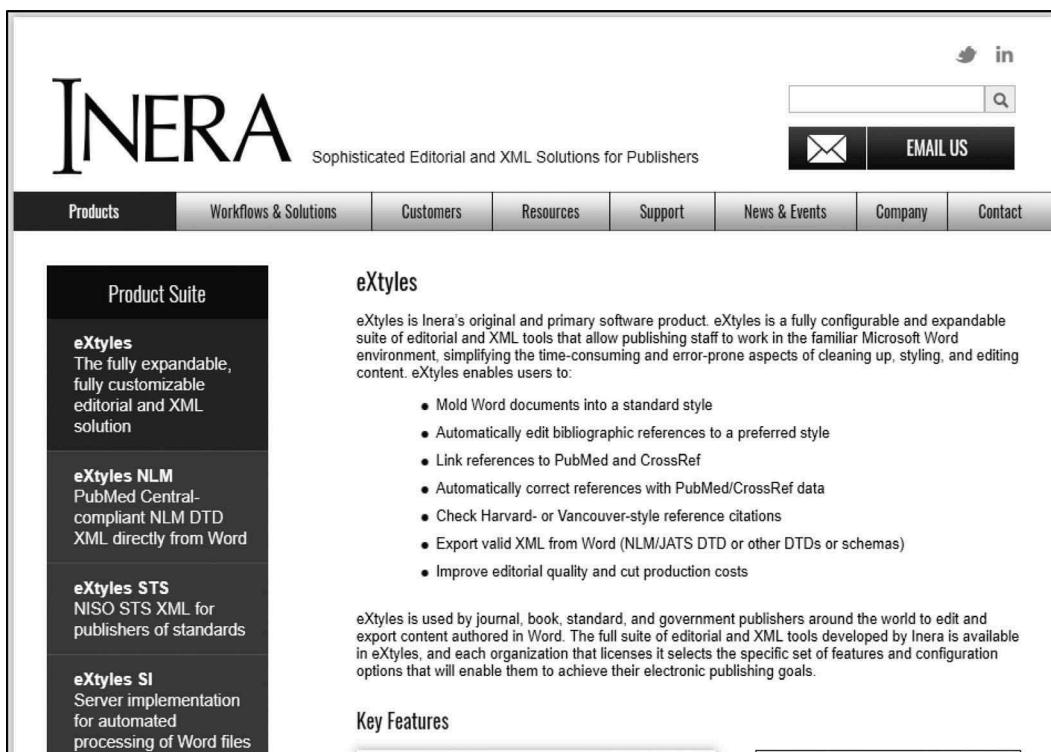 in
INERA
Sophisticated Editorial and XML Solutions for Publishers
EMAIL US
Products
Workflows & Solutions
Customers
Resources
Support
News & Events
Company
Contact
Product Suite
eXtyles
The fully expandable,
fully customizable
editorial and XML
solution
eXtyles NLM
PubMed Central-
compliant NLM DTD
XML directly from Word
eXtyles STS
NISO STS XML for
publishers of standards
eXtyles SI
Server implementation
for automated
processing of Word files
eXtyles
eXtyles is Inera's original and primary software product. eXtyles is a fully configurable and expandable
suite of editorial and XML tools that allow publishing staff to work in the familiar Microsoft Word
environment, simplifying the time-consuming and error-prone aspects of cleaning up, styling, and editing
content. eXtyles enables users to:
● Mold Word documents into a standard style
● Automatically edit bibliographic references to a preferred style
● Link references to PubMed and CrossRef
● Automatically correct references with PubMed/CrossRef data
● Check Harvard- or Vancouver-style reference citations
● Export valid XML from Word (NLM/JATS DTD or other DTDs or schemas)
● Improve editorial quality and cut production costs
eXtyles is used by journal, book, standard, and government publishers around the world to edit and
export content authored in Word. The full suite of editorial and XML tools developed by Inera is available
in eXtyles, and each organization that licenses it selects the specific set of features and configuration
options that will enable them to achieve their electronic publishing goals.
Key Features